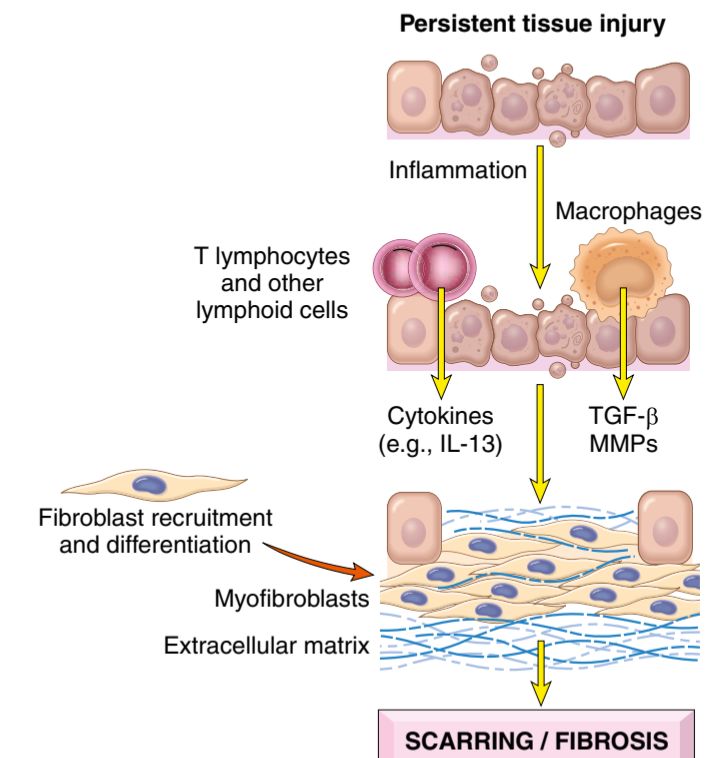 Persistent tissue injury
Inflammation
Macrophages
T lymphocytes
and other
lymphoid cells
Cytokines
(e.g., IL-13)
TGF-β
MMPs
Fibroblast recruitment
and differentiation
Myofibroblasts
Extracellular matrix
SCARRING / FIBROSIS